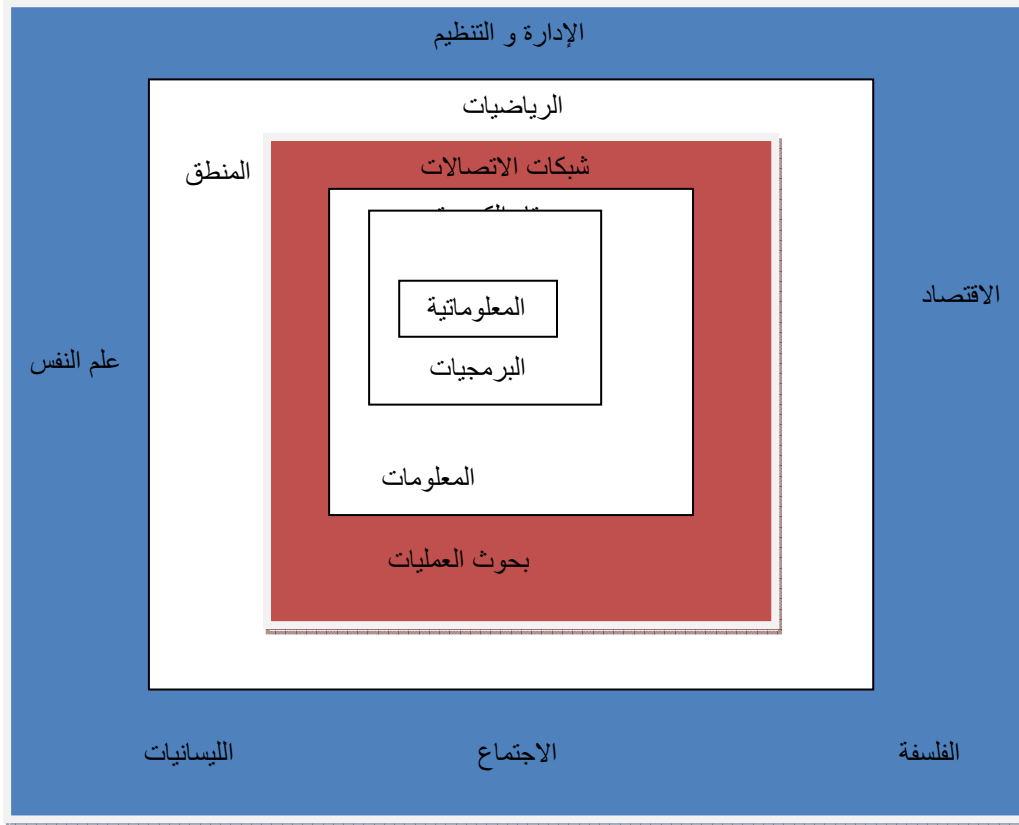 الإدارة و التنظيم
الرياضيات
المنطق
شبكات الاتصالات
المعلوماتية
الاقتصاد
علم النفس
البرمجيات
المعلومات
بحوث العمليات
الفلسفة
الاجتماع
الليسانيات